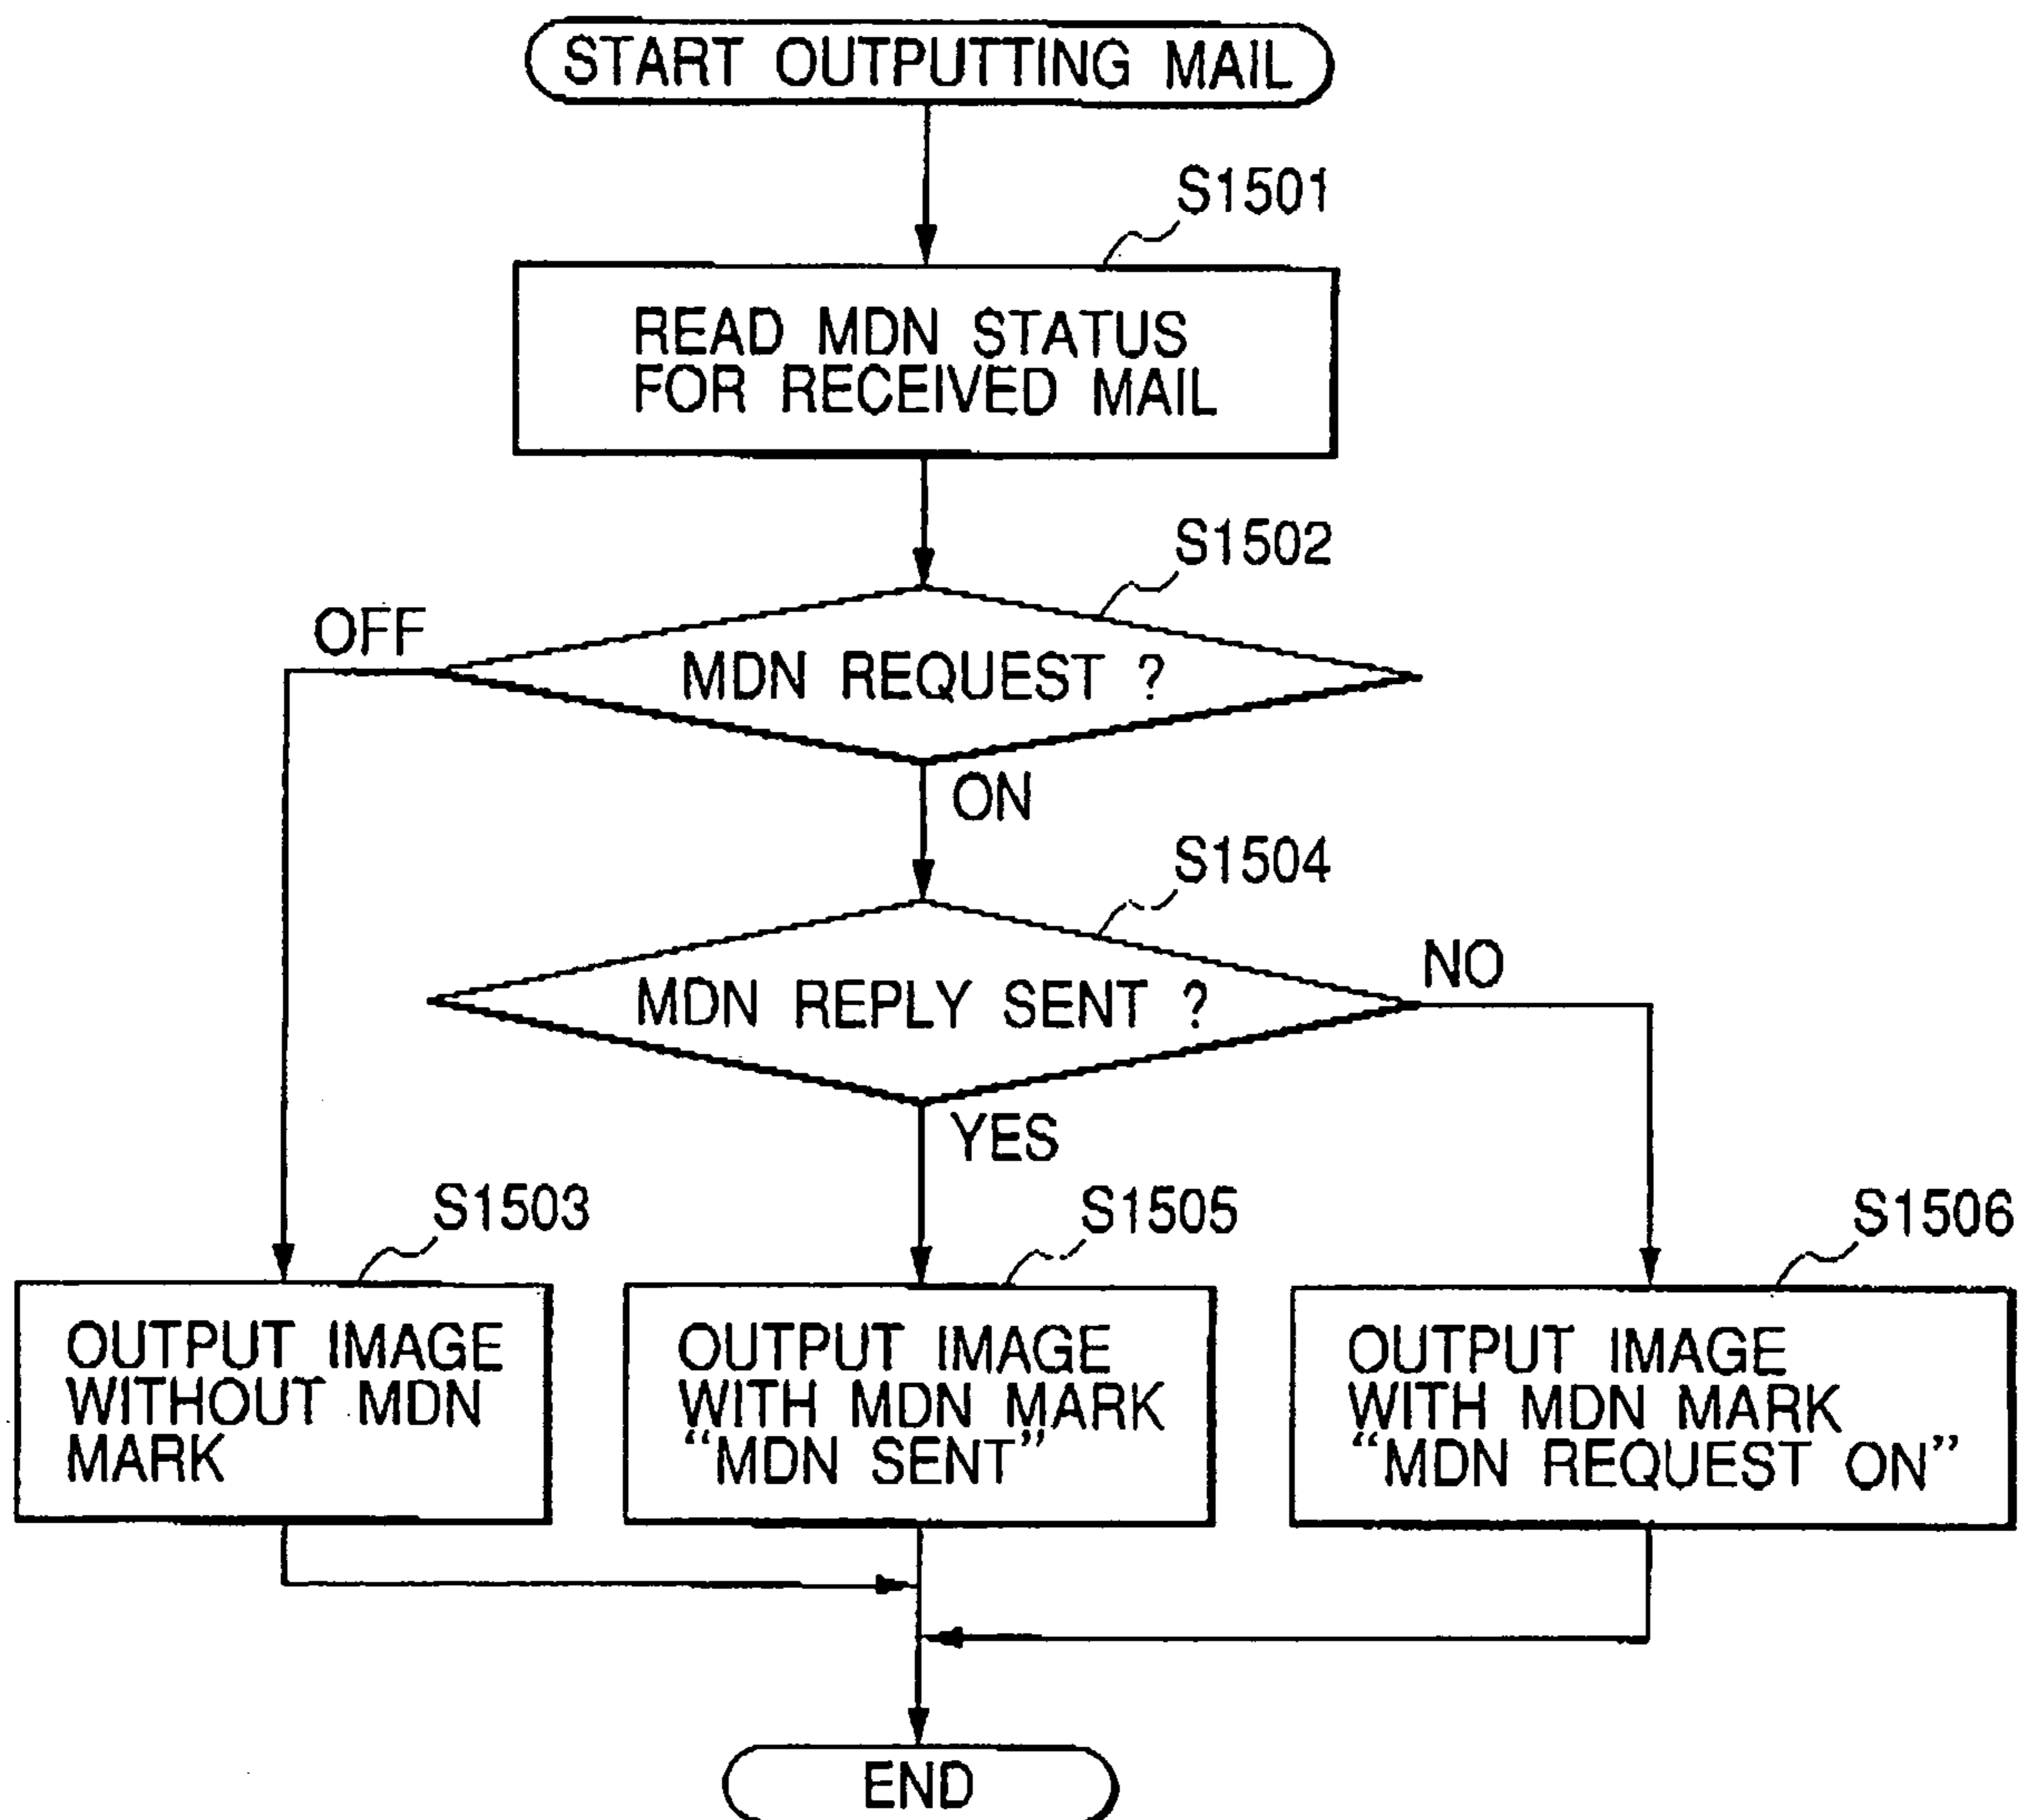 START OUTPUTTING MAIL
S1501
READ MDN STATUS
FOR RECEIVED MAIL
S1502
OFF
MDN REQUEST ?
ON
S1504
NO
MDN REPLY SENT ?
YES
S1503
S1505
S1506
OUTPUT IMAGE
WITHOUT MDN
MARK
OUTPUT IMAGE
WITH MDN MARK
“MDN SENT”
OUTPUT IMAGE
WITH MDN MARK
“MDN REQUEST ON”
END